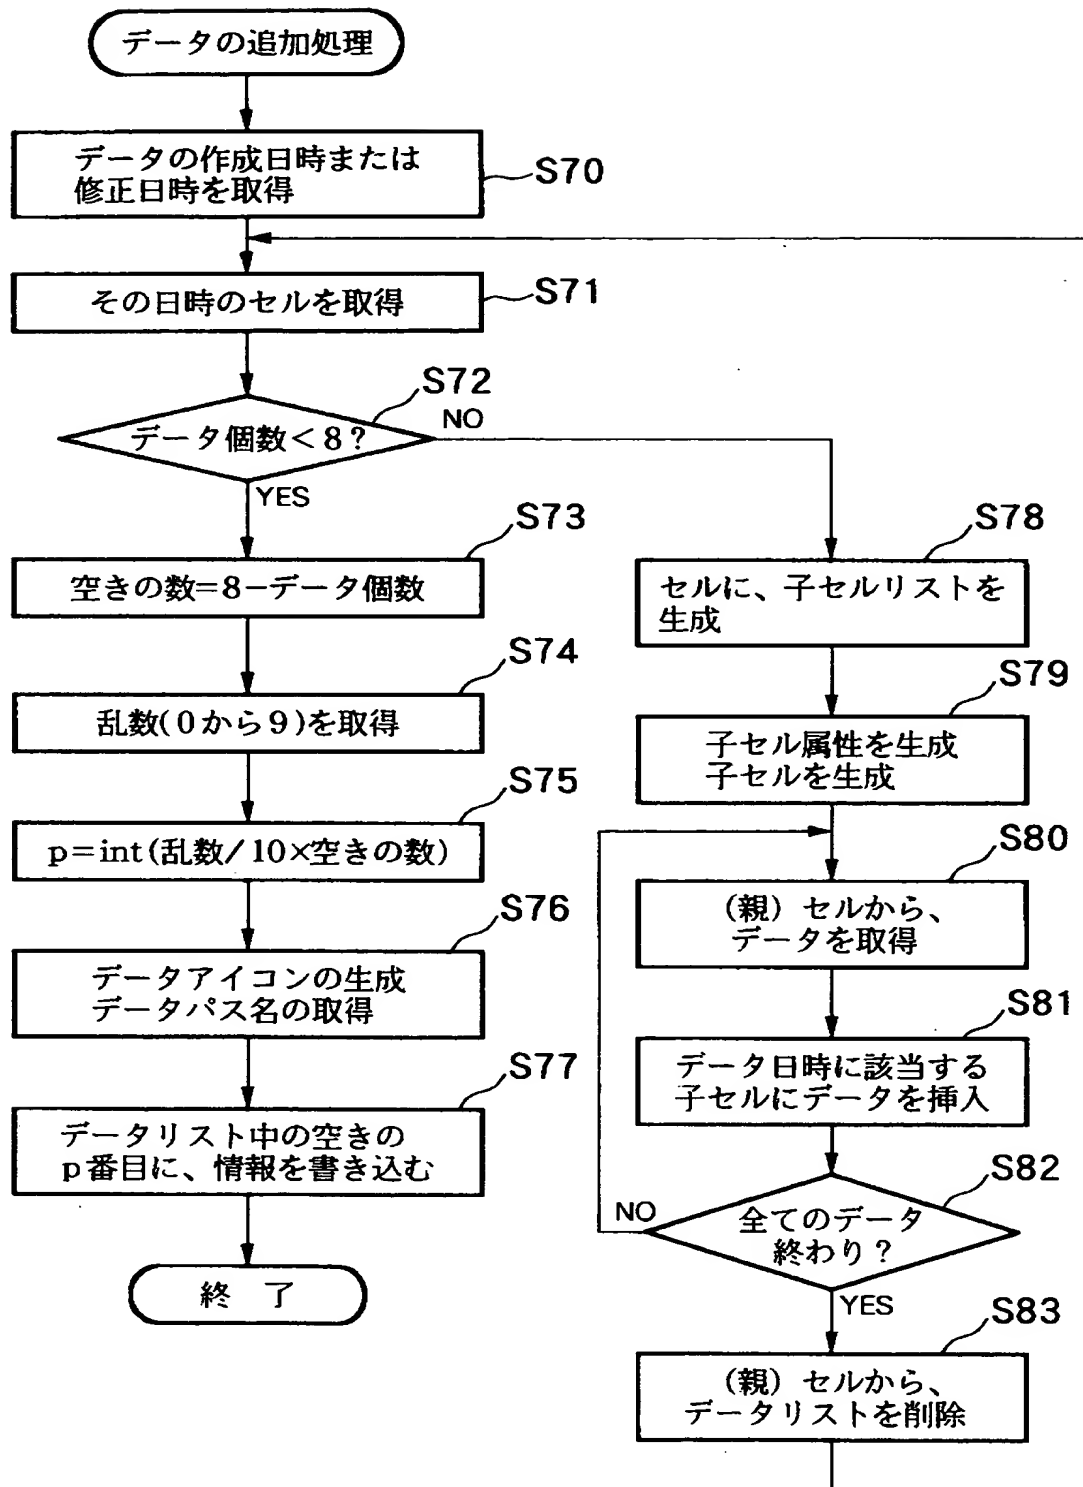 データの追加処理
データの作成日時または
修正日時を取得
S70
その日時のセルを取得
S71
S72
データ個数<8?
NO
YES
S73
空きの数=8-データ個数
S74
乱数(0から9)を取得
S75
p=int(乱数/10×空きの数)
S76
データアイコンの生成
データパス名の取得
S77
データリスト中の空きの
p番目に、情報を書き込む
終 了
S78
セルに、子セルリストを
生成
S79
子セル属性を生成
子セルを生成
S80
(親)セルから、
データを取得
S81
データ日時に該当する
子セルにデータを挿入
S82
全てのデータ
終わり?
NO
YES
S83
(親)セルから、
データリストを削除